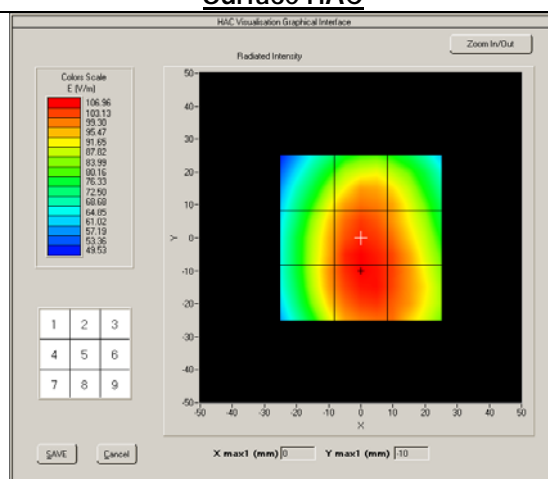 Surface HAC
HAC Visualisation Graphical Interface
Zoom In/Out
Radiated Intensity
Colors Scale
E (V/m)
106.96
103.13
99.30
95.47
91.65
87.82
83.99
80.16
76.33
72.50
68.68
64.85
61.02
57.19
53.36
49.53
50
40
30
20
10
0
-10
-20
-30
-40
-50
Y
-50 -40 -30 -20 -10 0 10 20 30 40 50
X
1 2 3
4 5 6
7 8 9
SAVE Cancel
X max1 (mm) 0 Y max1 (mm) -10